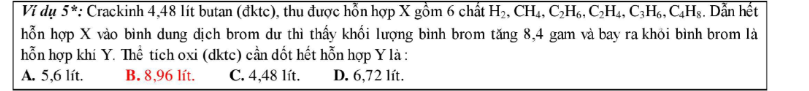 Ví dụ 5*: Crackinh 4,48 lít butan (đktc), thu được hỗn hợp X gồm 6 chất H₂, CH₄, C₂H₆, C₂H₄, C₃H₆, C₄H₈. Dẫn hết
hỗn hợp X vào bình dung dịch brom dư thì thấy khối lượng bình brom tăng 8,4 gam và bay ra khỏi bình brom là
hỗn hợp khí Y. Thể tích oxi (đktc) cần đốt hết hỗn hợp Y là :
A. 5,6 lít. B. 8,96 lít. C. 4,48 lít. D. 6,72 lít.